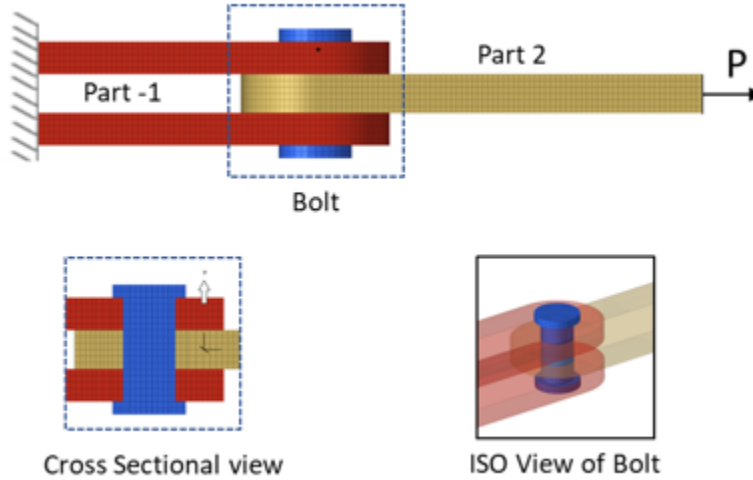 Part 2
P
Part -1
Bolt
Cross Sectional view
ISO View of Bolt